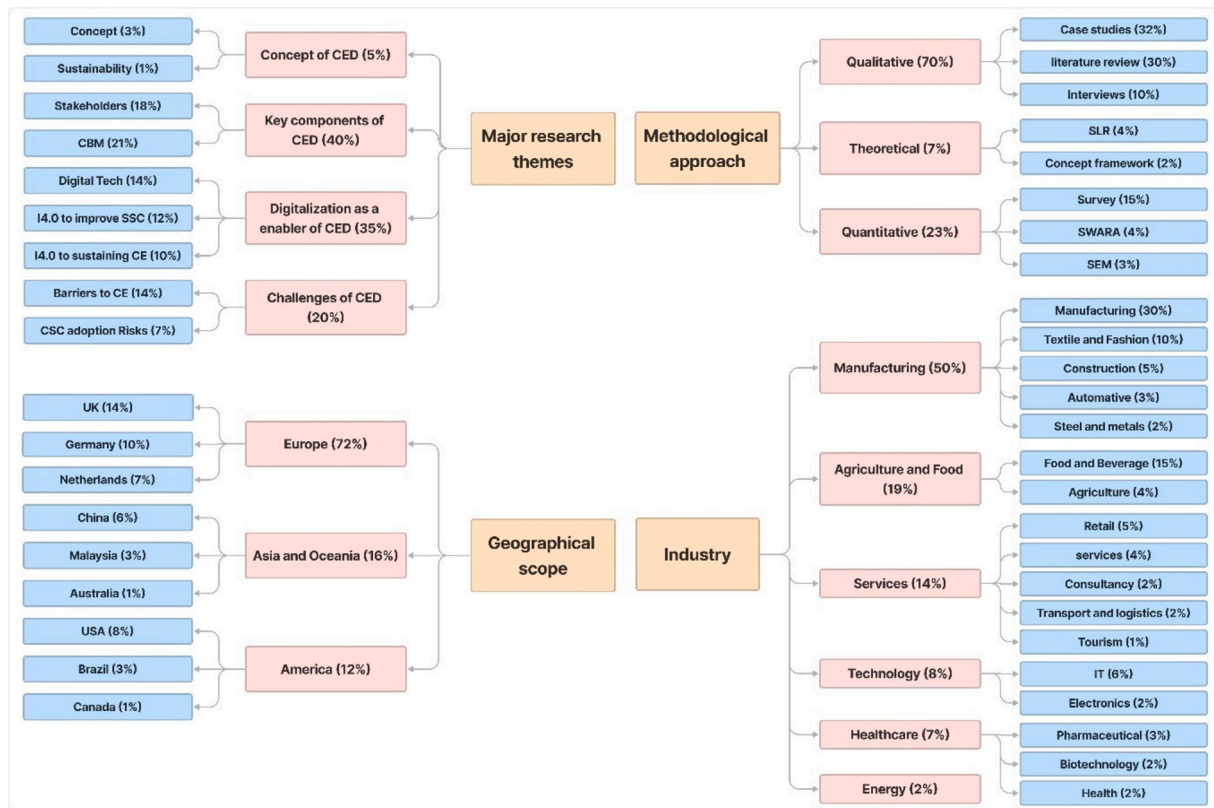 Major research
themes
Concept of CED (5%)
Concept (3%)
Sustainability (1%)
Key components of
CED (40%)
Stakeholders (18%)
CBM (21%)
Digitalization as a
enabler of CED (35%)
Digital Tech (14%)
I4.0 to improve SSC (12%)
I4.0 to sustaining CE (10%)
Challenges of CED
(20%)
Barriers to CE (14%)
CSC adoption Risks (7%)
Methodological
approach
Qualitative (70%)
Case studies (32%)
literature review (30%)
Interviews (10%)
Theoretical (7%)
SLR (4%)
Concept framework (2%)
Quantitative (23%)
Survey (15%)
SWARA (4%)
SEM (3%)
Geographical
scope
Europe (72%)
UK (14%)
Germany (10%)
Netherlands (7%)
Asia and Oceania (16%)
China (6%)
Malaysia (3%)
Australia (1%)
America (12%)
USA (8%)
Brazil (3%)
Canada (1%)
Industry
Manufacturing (50%)
Manufacturing (30%)
Textile and Fashion (10%)
Construction (5%)
Automative (3%)
Steel and metals (2%)
Agriculture and Food
(19%)
Food and Beverage (15%)
Agriculture (4%)
Services (14%)
Retail (5%)
services (4%)
Consultancy (2%)
Transport and logistics (2%)
Tourism (1%)
Technology (8%)
IT (6%)
Electronics (2%)
Healthcare (7%)
Pharmaceutical (3%)
Biotechnology (2%)
Health (2%)
Energy (2%)